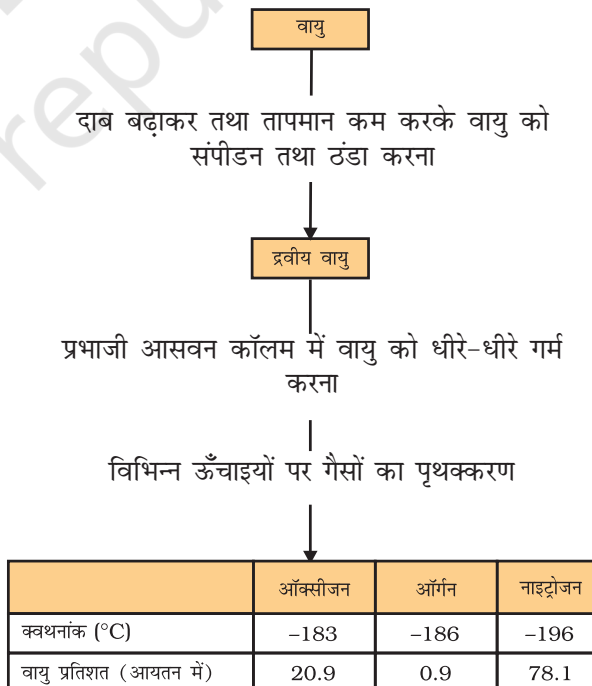 वायु
दाब बढ़ाकर तथा तापमान कम करके वायु को
संपीडन तथा ठंडा करना
द्रवीय वायु
प्रभाजी आसवन कॉलम में वायु को धीरे-धीरे गर्म
करना
विभिन्न ऊँचाइयों पर गैसों का पृथक्करण
ऑक्सीजन ऑर्गन नाइट्रोजन
क्वथनांक (°C) –183 –186 –196
वायु प्रतिशत (आयतन में) 20.9 0.9 78.1